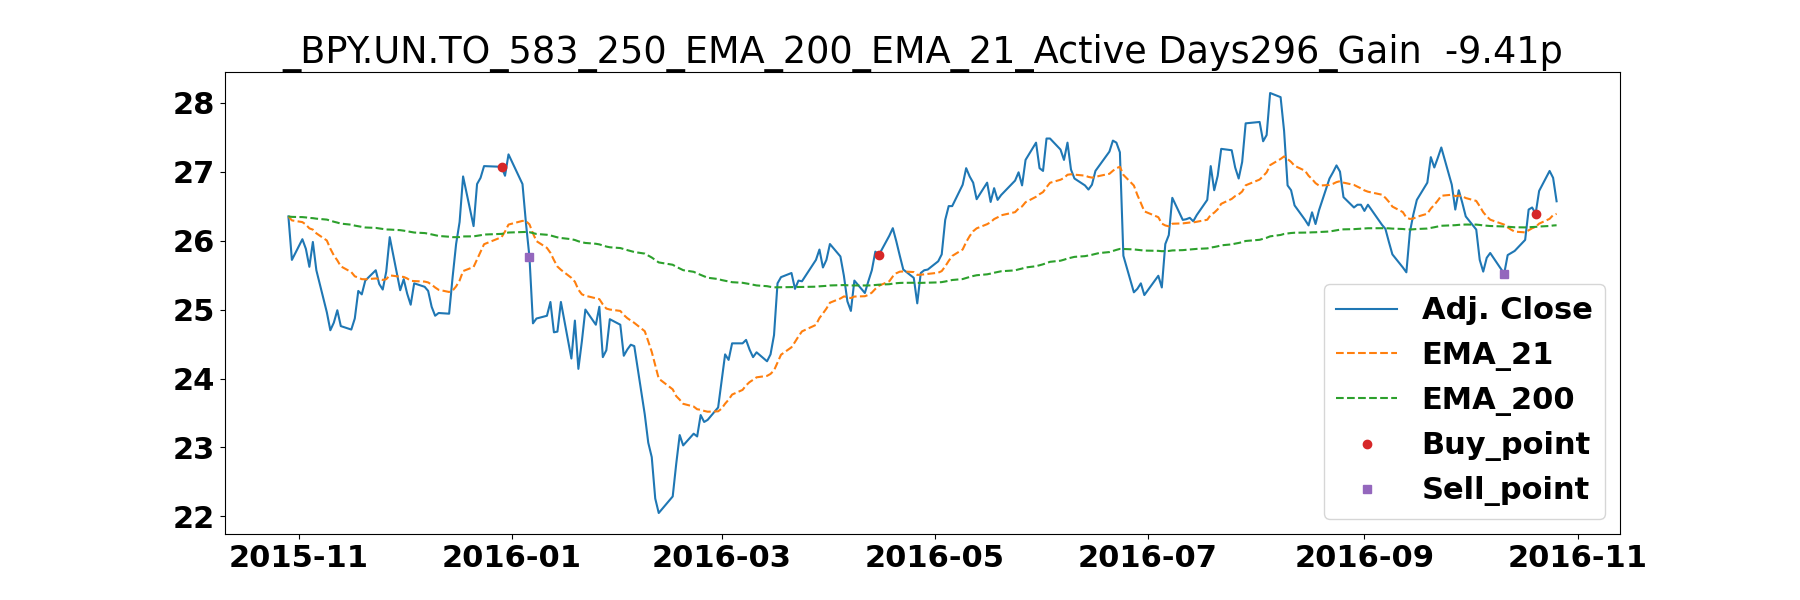 _BPY.UN.TO_583_250_EMA_200_EMA_21_Active Days296_Gain  -9.41p
28
27
26
25
24
23
22
2015-11 2016-01 2016-03 2016-05 2016-07 2016-09 2016-11
Adj. Close
EMA_21
EMA_200
Buy_point
Sell_point